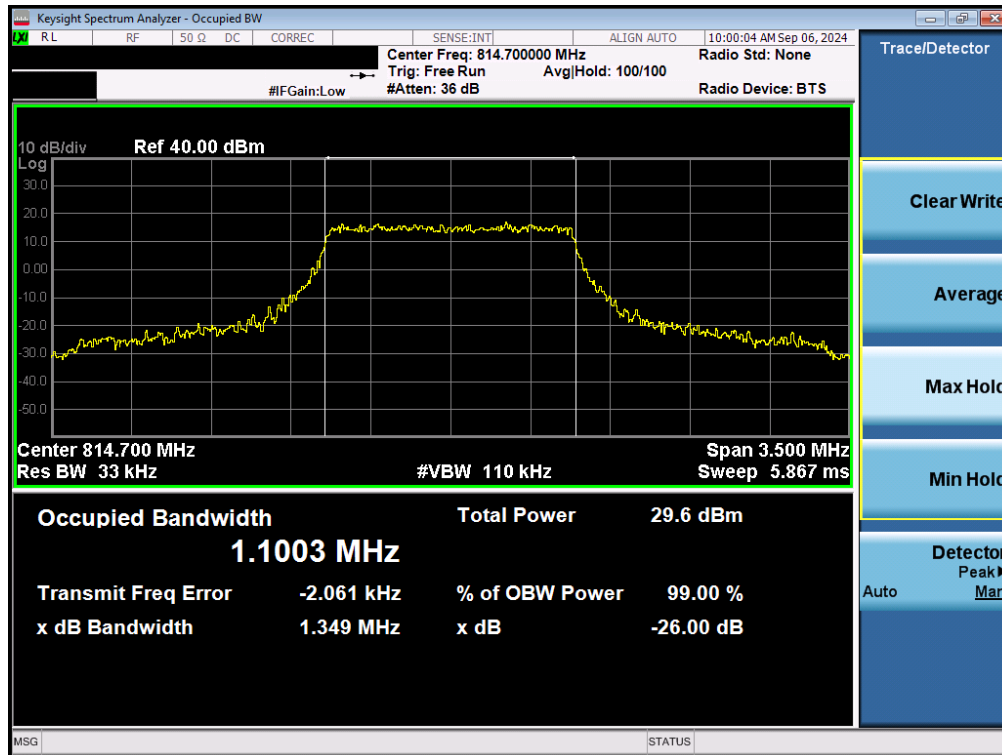 Keysight Spectrum Analyzer - Occupied BW
LXI RL RF 50 Ω DC CORREC SENSE:INT ALIGN AUTO 10:00:04 AM Sep 06, 2024
Center Freq: 814.700000 MHz Radio Std: None
Trig: Free Run Avg|Hold: 100/100
#IFGain:Low #Atten: 36 dB Radio Device: BTS
10 dB/div Ref 40.00 dBm
Log
30.0
20.0
10.0
0.00
-10.0
-20.0
-30.0
-40.0
-50.0
Center 814.700 MHz Span 3.500 MHz
Res BW 33 kHz #VBW 110 kHz Sweep 5.867 ms
Occupied Bandwidth Total Power 29.6 dBm
1.1003 MHz
Transmit Freq Error -2.061 kHz % of OBW Power 99.00 %
x dB Bandwidth 1.349 MHz x dB -26.00 dB
MSG STATUS
Trace/Detector
Clear Write
Average
Max Hold
Min Hold
Detector
Peak
Auto Man